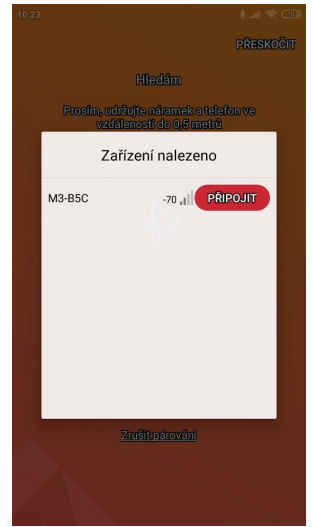 10:23
PŘESKOČIT
Hledám
Prosím, udržujte náramek a telefon ve
vzdálenosti do 0,5 metrů
Zařízení nalezeno
M3-B5C -70 PŘIPOJIT
Zrušit párování